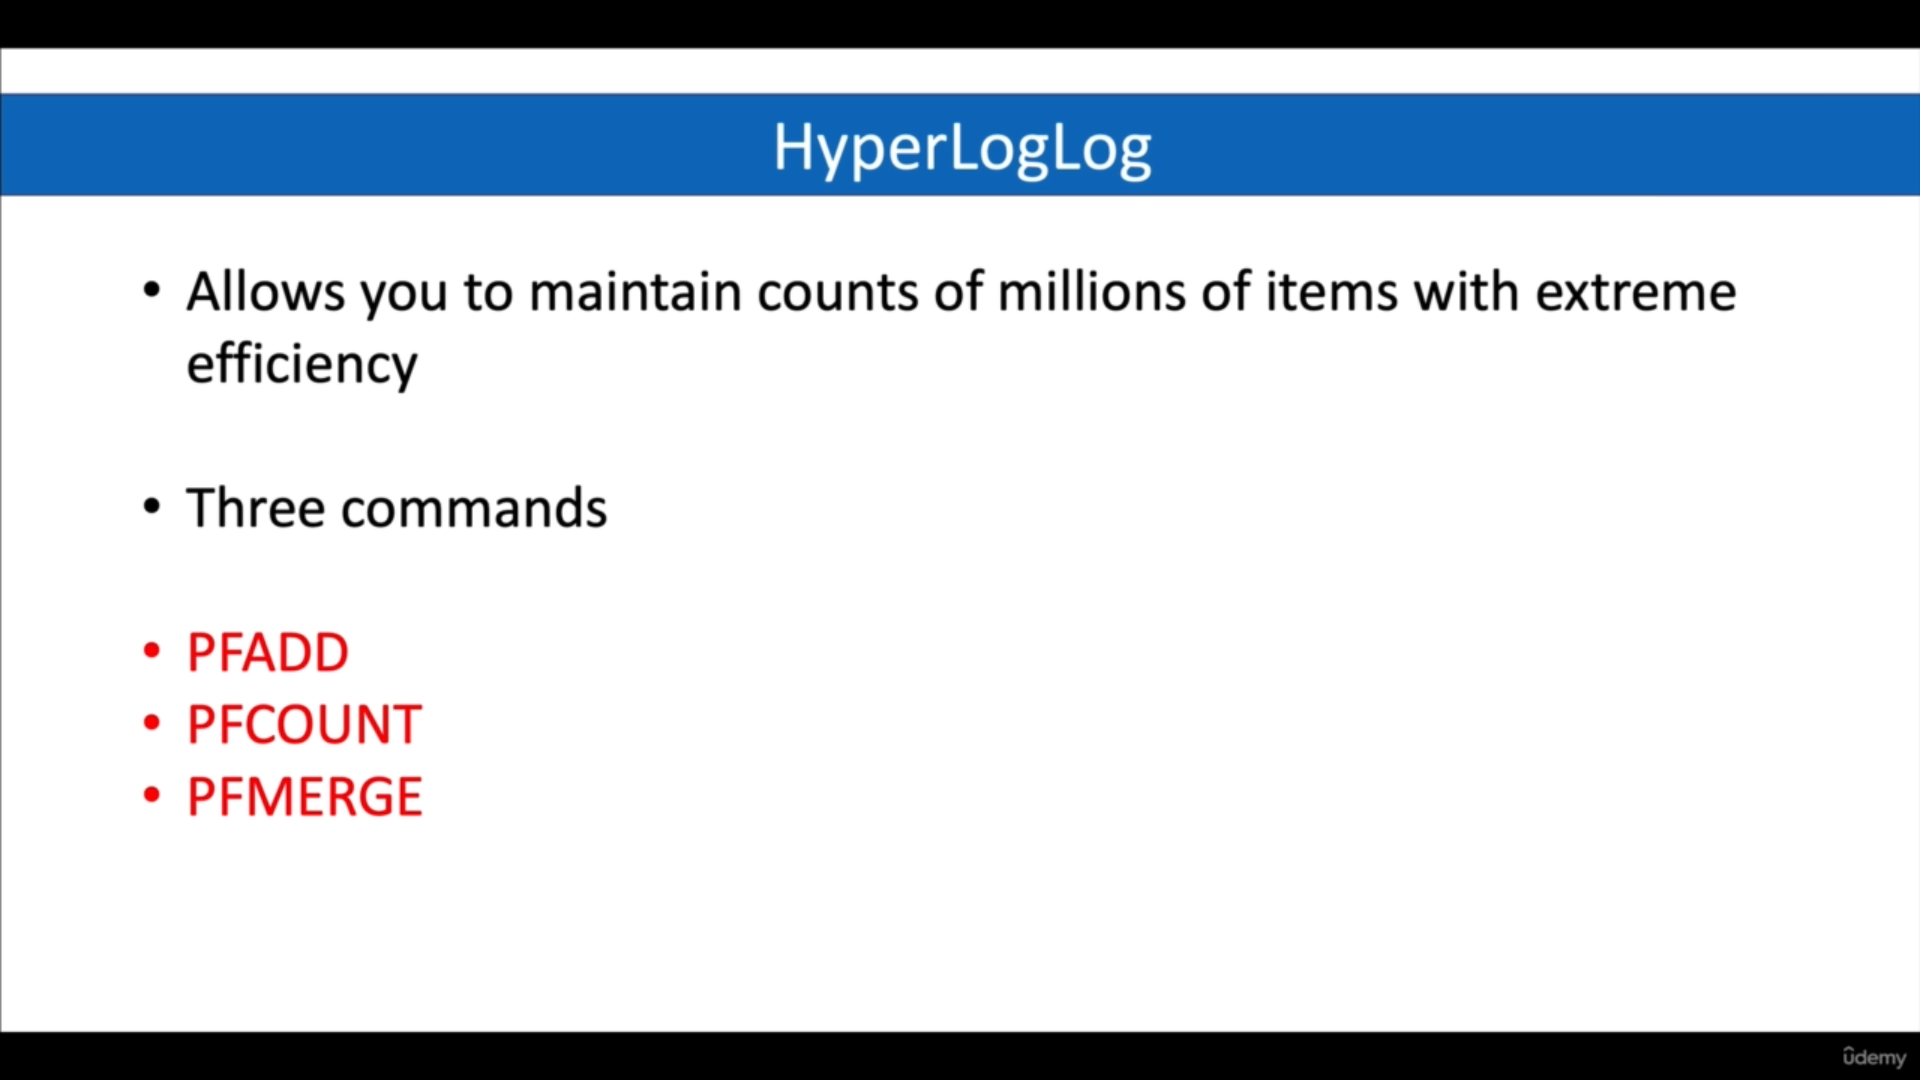 HyperLogLog
• Allows you to maintain counts of millions of items with extreme
efficiency
• Three commands
• PFADD
• PFCOUNT
• PFMERGE
ûdemy